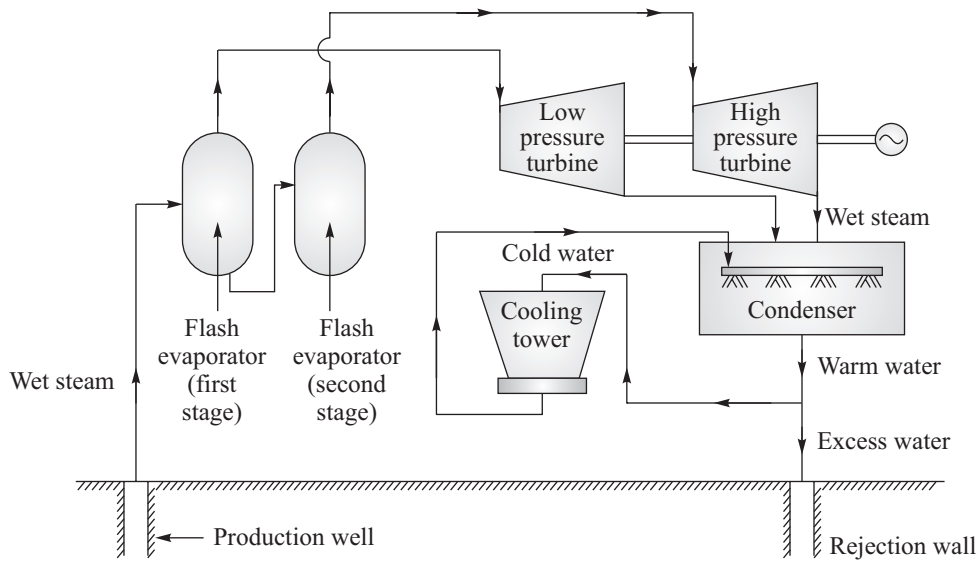 Low
pressure
turbine
High
pressure
turbine
Wet steam
Cold water
Cooling
tower
Condenser
Flash
evaporator
(first
stage)
Flash
evaporator
(second
stage)
Wet steam
Warm water
Excess water
Production well
Rejection wall